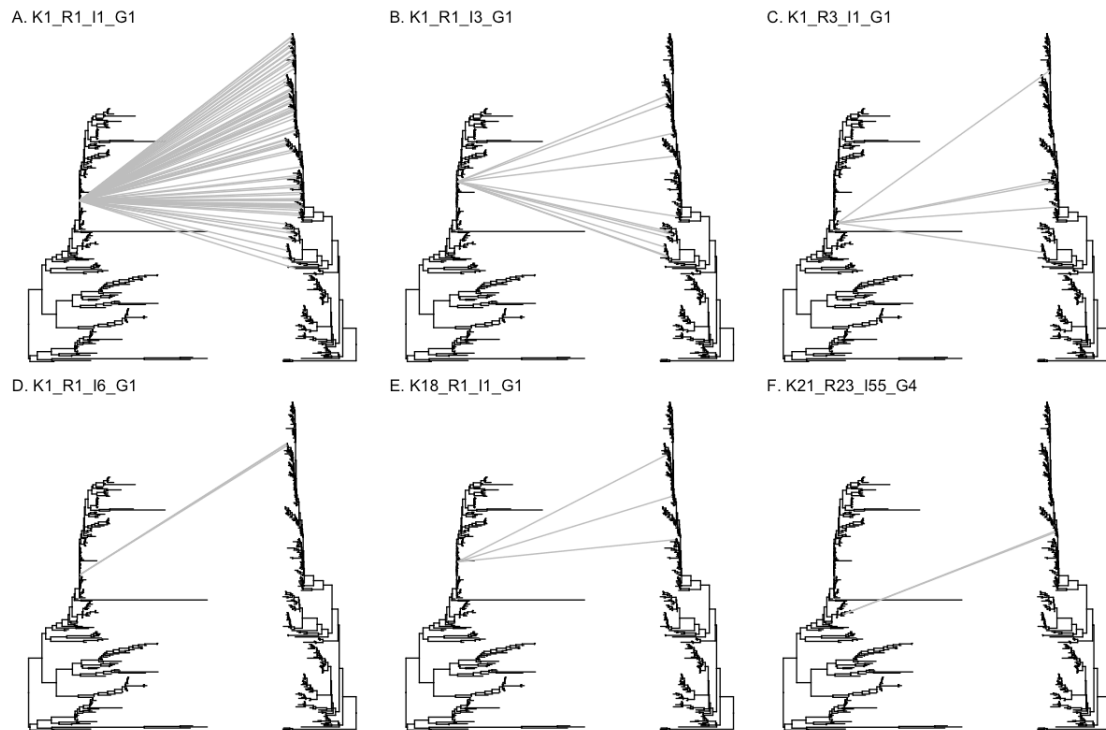 A. K1_R1_I1_G1
B. K1_R1_I3_G1
C. K1_R3_I1_G1
D. K1_R1_I6_G1
E. K18_R1_I1_G1
F. K21_R23_I55_G4